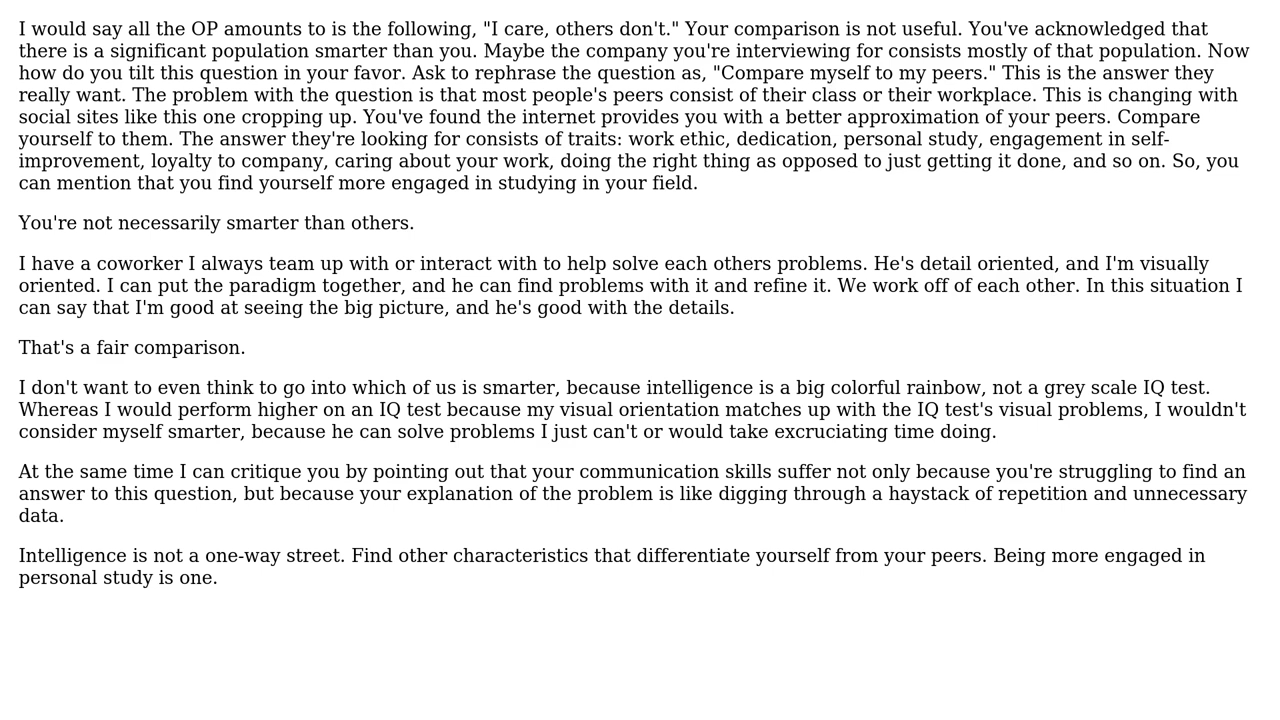 I would say all the OP amounts to is the following, "I care, others don't." Your comparison is not useful. You've acknowledged that
there is a significant population smarter than you. Maybe the company you're interviewing for consists mostly of that population. Now
how do you tilt this question in your favor. Ask to rephrase the question as, "Compare myself to my peers." This is the answer they
really want. The problem with the question is that most people's peers consist of their class or their workplace. This is changing with
social sites like this one cropping up. You've found the internet provides you with a better approximation of your peers. Compare
yourself to them. The answer they're looking for consists of traits: work ethic, dedication, personal study, engagement in self-
improvement, loyalty to company, caring about your work, doing the right thing as opposed to just getting it done, and so on. So, you
can mention that you find yourself more engaged in studying in your field.
You're not necessarily smarter than others.
I have a coworker I always team up with or interact with to help solve each others problems. He's detail oriented, and I'm visually
oriented. I can put the paradigm together, and he can find problems with it and refine it. We work off of each other. In this situation I
can say that I'm good at seeing the big picture, and he's good with the details.
That's a fair comparison.
I don't want to even think to go into which of us is smarter, because intelligence is a big colorful rainbow, not a grey scale IQ test.
Whereas I would perform higher on an IQ test because my visual orientation matches up with the IQ test's visual problems, I wouldn't
consider myself smarter, because he can solve problems I just can't or would take excruciating time doing.
At the same time I can critique you by pointing out that your communication skills suffer not only because you're struggling to find an
answer to this question, but because your explanation of the problem is like digging through a haystack of repetition and unnecessary
data.
Intelligence is not a one-way street. Find other characteristics that differentiate yourself from your peers. Being more engaged in
personal study is one.